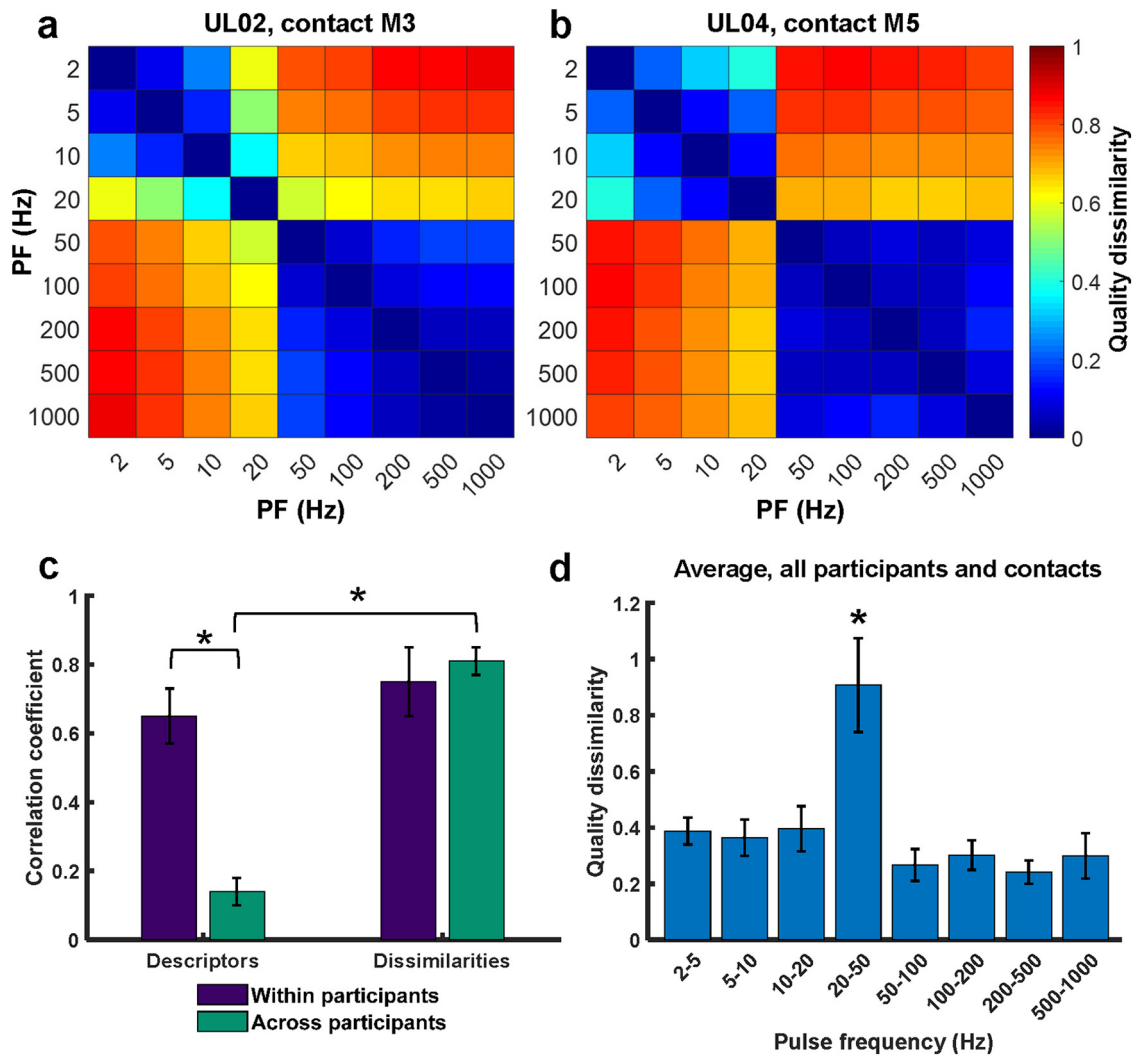 a
UL02, contact M3
b
UL04, contact M5
PF (Hz)
2
5
10
20
50
100
200
500
1000
2 5 10 20 50 100 200 500 1000
PF (Hz)
2
5
10
20
50
100
200
500
1000
2 5 10 20 50 100 200 500 1000
PF (Hz)
1
0.8
0.6
0.4
0.2
0
Quality dissimilarity
c
Correlation coefficient
1
0.8
0.6
0.4
0.2
0
*
*
Descriptors Dissimilarities
Within participants
Across participants
d
Average, all participants and contacts
Quality dissimilarity
1.2
1
0.8
0.6
0.4
0.2
0
*
2-5 5-10 10-20 20-50 50-100 100-200 200-500 500-1000
Pulse frequency (Hz)